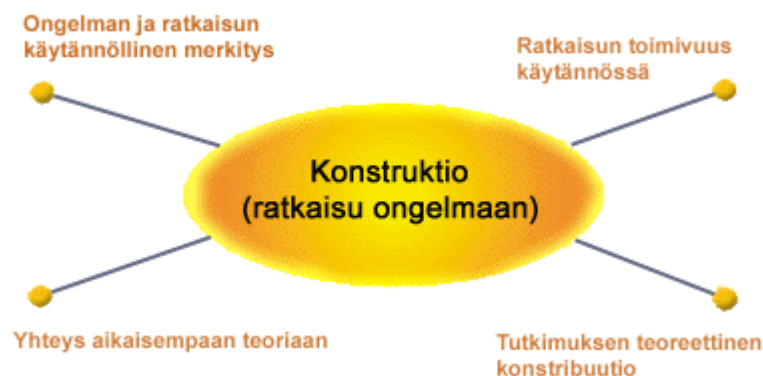 Ongelman ja ratkaisun
käytännöllinen merkitys
Ratkaisun toimivuus
käytännössä
Konstruktio
(ratkaisu ongelmaan)
Yhteys aikaisempaan teoriaan
Tutkimuksen teoreettinen
konstribuutio